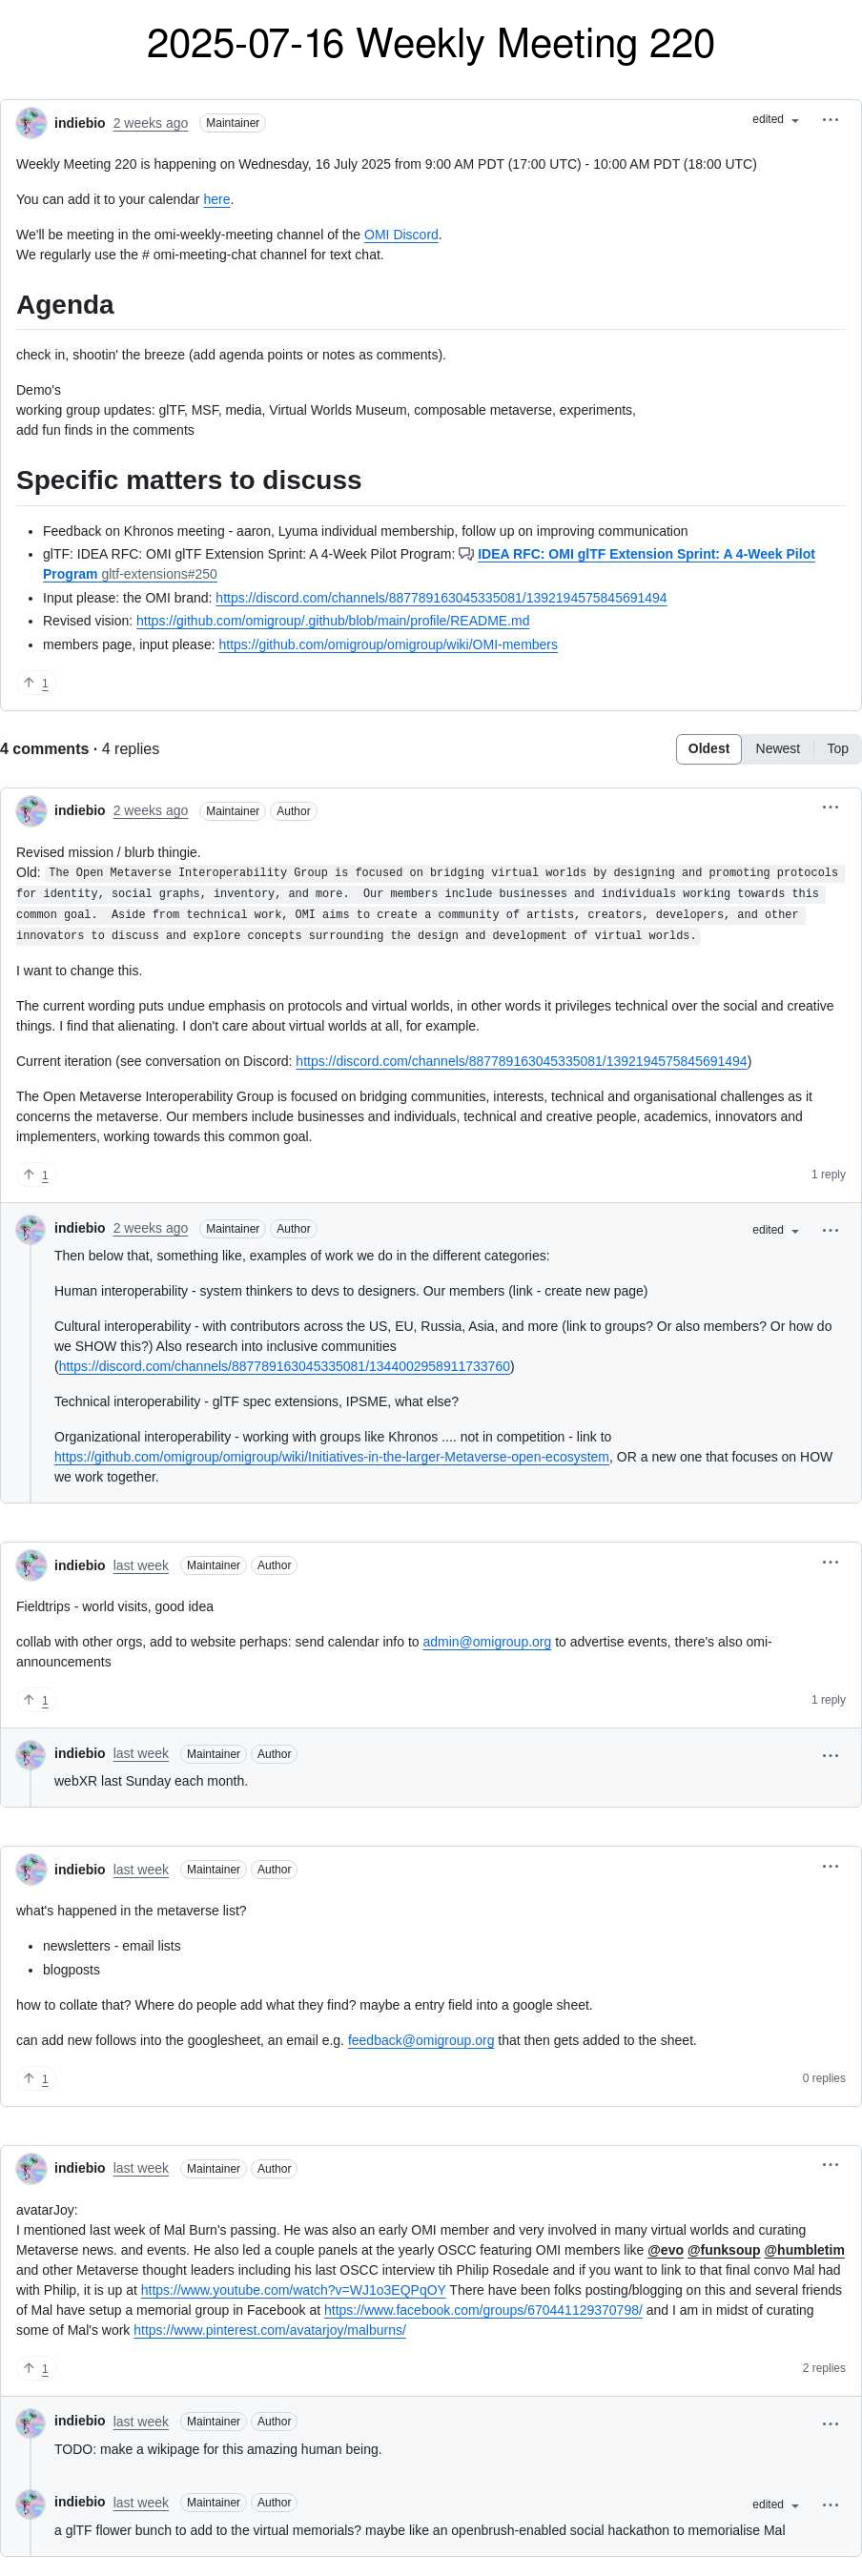 2025-07-16 Weekly Meeting 220
indiebio 2 weeks ago Maintainer edited
Weekly Meeting 220 is happening on Wednesday, 16 July 2025 from 9:00 AM PDT (17:00 UTC) - 10:00 AM PDT (18:00 UTC)
You can add it to your calendar here.
We'll be meeting in the omi-weekly-meeting channel of the OMI Discord.
We regularly use the # omi-meeting-chat channel for text chat.
Agenda
check in, shootin' the breeze (add agenda points or notes as comments).
Demo's
working group updates: glTF, MSF, media, Virtual Worlds Museum, composable metaverse, experiments,
add fun finds in the comments
Specific matters to discuss
• Feedback on Khronos meeting - aaron, Lyuma individual membership, follow up on improving communication
• glTF: IDEA RFC: OMI glTF Extension Sprint: A 4-Week Pilot Program: IDEA RFC: OMI glTF Extension Sprint: A 4-Week Pilot
Program gltf-extensions#250
• Input please: the OMI brand: https://discord.com/channels/887789163045335081/1392194575845691494
• Revised vision: https://github.com/omigroup/.github/blob/main/profile/README.md
• members page, input please: https://github.com/omigroup/omigroup/wiki/OMI-members
1
4 comments · 4 replies
Oldest Newest Top
indiebio 2 weeks ago Maintainer Author
Revised mission / blurb thingie.
Old: The Open Metaverse Interoperability Group is focused on bridging virtual worlds by designing and promoting protocols
for identity, social graphs, inventory, and more. Our members include businesses and individuals working towards this
common goal. Aside from technical work, OMI aims to create a community of artists, creators, developers, and other
innovators to discuss and explore concepts surrounding the design and development of virtual worlds.
I want to change this.
The current wording puts undue emphasis on protocols and virtual worlds, in other words it privileges technical over the social and creative
things. I find that alienating. I don't care about virtual worlds at all, for example.
Current iteration (see conversation on Discord: https://discord.com/channels/887789163045335081/1392194575845691494)
The Open Metaverse Interoperability Group is focused on bridging communities, interests, technical and organisational challenges as it
concerns the metaverse. Our members include businesses and individuals, technical and creative people, academics, innovators and
implementers, working towards this common goal.
1 1 reply
indiebio 2 weeks ago Maintainer Author edited
Then below that, something like, examples of work we do in the different categories:
Human interoperability - system thinkers to devs to designers. Our members (link - create new page)
Cultural interoperability - with contributors across the US, EU, Russia, Asia, and more (link to groups? Or also members? Or how do
we SHOW this?) Also research into inclusive communities
(https://discord.com/channels/887789163045335081/1344002958911733760)
Technical interoperability - glTF spec extensions, IPSME, what else?
Organizational interoperability - working with groups like Khronos .... not in competition - link to
https://github.com/omigroup/omigroup/wiki/Initiatives-in-the-larger-Metaverse-open-ecosystem, OR a new one that focuses on HOW
we work together.
indiebio last week Maintainer Author
Fieldtrips - world visits, good idea
collab with other orgs, add to website perhaps: send calendar info to admin@omigroup.org to advertise events, there's also omi-
announcements
1 1 reply
indiebio last week Maintainer Author
webXR last Sunday each month.
indiebio last week Maintainer Author
what's happened in the metaverse list?
• newsletters - email lists
• blogposts
how to collate that? Where do people add what they find? maybe a entry field into a google sheet.
can add new follows into the googlesheet, an email e.g. feedback@omigroup.org that then gets added to the sheet.
1 0 replies
indiebio last week Maintainer Author
avatarJoy:
I mentioned last week of Mal Burn's passing. He was also an early OMI member and very involved in many virtual worlds and curating
Metaverse news. and events. He also led a couple panels at the yearly OSCC featuring OMI members like @evo @funksoup @humbletim
and other Metaverse thought leaders including his last OSCC interview tih Philip Rosedale and if you want to link to that final convo Mal had
with Philip, it is up at https://www.youtube.com/watch?v=WJ1o3EQPqOY There have been folks posting/blogging on this and several friends
of Mal have setup a memorial group in Facebook at https://www.facebook.com/groups/670441129370798/ and I am in midst of curating
some of Mal's work https://www.pinterest.com/avatarjoy/malburns/
1 2 replies
indiebio last week Maintainer Author
TODO: make a wikipage for this amazing human being.
indiebio last week Maintainer Author edited
a glTF flower bunch to add to the virtual memorials? maybe like an openbrush-enabled social hackathon to memorialise Mal